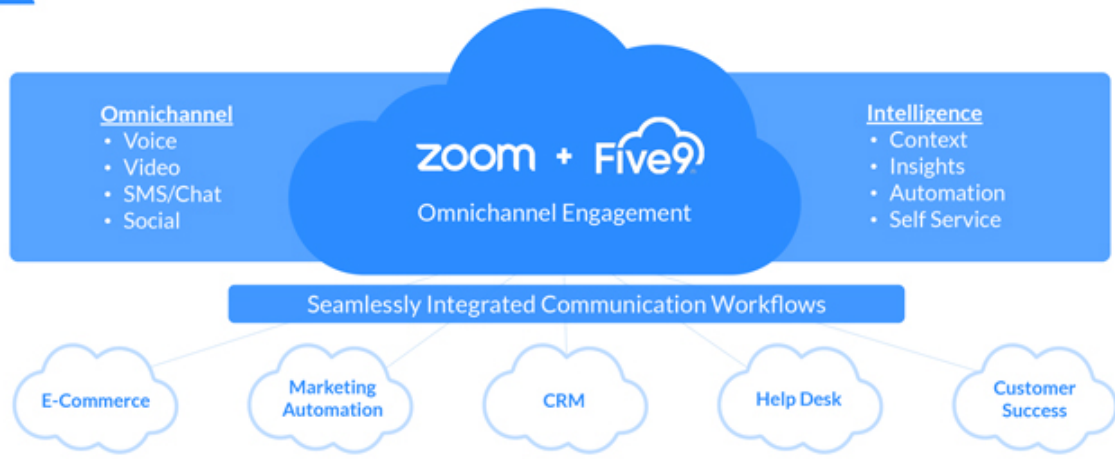 Omnichannel
• Voice
• Video
• SMS/Chat
• Social
zoom + Five9
Omnichannel Engagement
Intelligence
• Context
• Insights
• Automation
• Self Service
Seamlessly Integrated Communication Workflows
E-Commerce
Marketing
Automation
CRM
Help Desk
Customer
Success